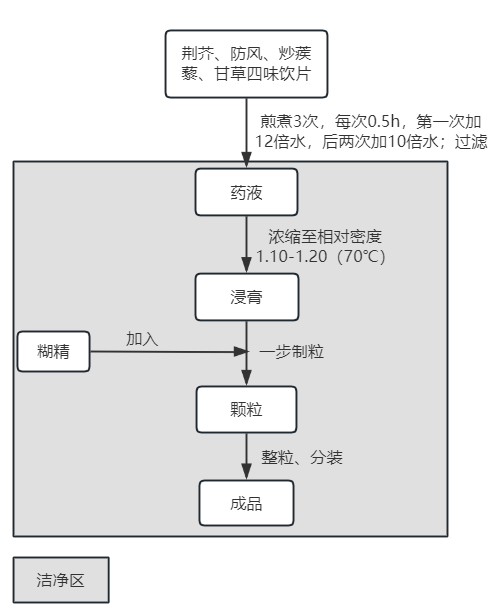 荆芥、防风、炒蒺
藜、甘草四味饮片
煎煮3次，每次0.5h，第一次加
12倍水，后两次加10倍水；过滤
药液
浓缩至相对密度
1.10-1.20（70℃）
浸膏
糊精
加入
一步制粒
颗粒
整粒、分装
成品
洁净区